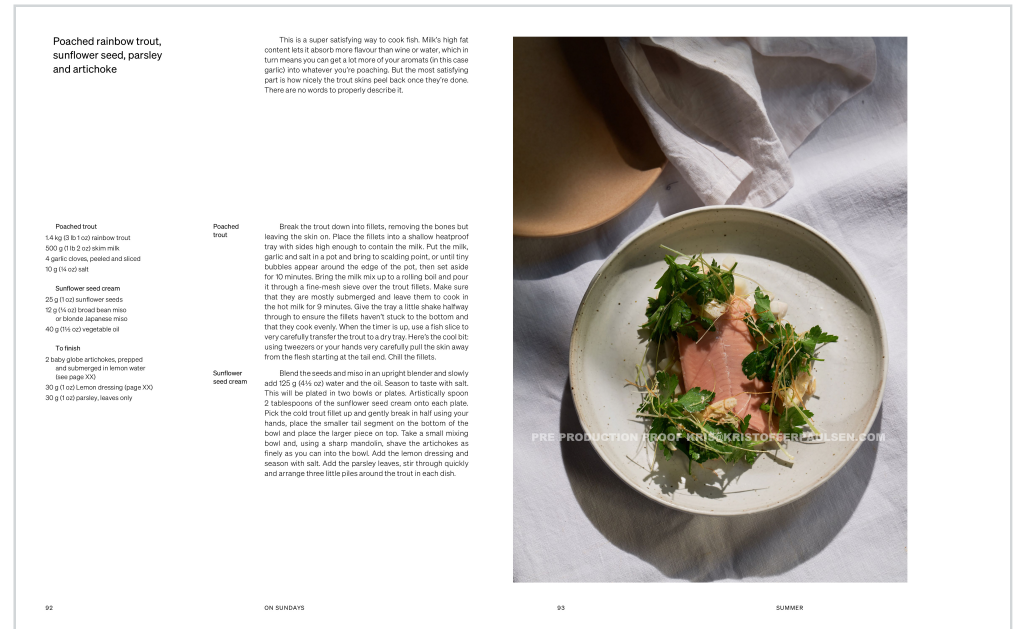 Poached rainbow trout,
sunflower seed, parsley
and artichoke
This is a super satisfying way to cook fish. Milk's high fat
content lets it absorb more flavour than wine or water, which in
turn means you can get a lot more of your aromats (in this case
garlic) into whatever you're poaching. But the most satisfying
part is how nicely the trout skins peel back once they're done.
There are no words to properly describe it.
Poached trout
1.4 kg (3 lb 1 oz) rainbow trout
500 g (1 lb 2 oz) skim milk
4 garlic cloves, peeled and sliced
10 g (¼ oz) salt
Sunflower seed cream
25 g (1 oz) sunflower seeds
12 g (¼ oz) broad bean miso
or blonde Japanese miso
40 g (1½ oz) vegetable oil
To finish
2 baby globe artichokes, prepped
and submerged in lemon water
(see page XX)
30 g (1 oz) Lemon dressing (page XX)
30 g (1 oz) parsley, leaves only
Poached
trout
Break the trout down into fillets, removing the bones but
leaving the skin on. Place the fillets into a shallow heatproof
tray with sides high enough to contain the milk. Put the milk,
garlic and salt in a pot and bring to scalding point, or until tiny
bubbles appear around the edge of the pot, then set aside
for 10 minutes. Bring the milk mix up to a rolling boil and pour
it through a fine-mesh sieve over the trout fillets. Make sure
that they are mostly submerged and leave them to cook in
the hot milk for 9 minutes. Give the tray a little shake halfway
through to ensure the fillets haven't stuck to the bottom and
that they cook evenly. When the timer is up, use a fish slice to
very carefully transfer the trout to a dry tray. Here's the cool bit:
using tweezers or your hands very carefully pull the skin away
from the flesh starting at the tail end. Chill the fillets.
Sunflower
seed cream
Blend the seeds and miso in an upright blender and slowly
add 125 g (4½ oz) water and the oil. Season to taste with salt.
This will be plated in two bowls or plates. Artistically spoon
2 tablespoons of the sunflower seed cream onto each plate.
Pick the cold trout fillet up and gently break in half using your
hands, place the smaller tail segment on the bottom of the
bowl and place the larger piece on top. Take a small mixing
bowl and, using a sharp mandolin, shave the artichokes as
finely as you can into the bowl. Add the lemon dressing and
season with salt. Add the parsley leaves, stir through quickly
and arrange three little piles around the trout in each dish.
PRE PRODUCTION PROOF KRIS@KRISTOFFERPAULSEN.COM
92
ON SUNDAYS
93
SUMMER